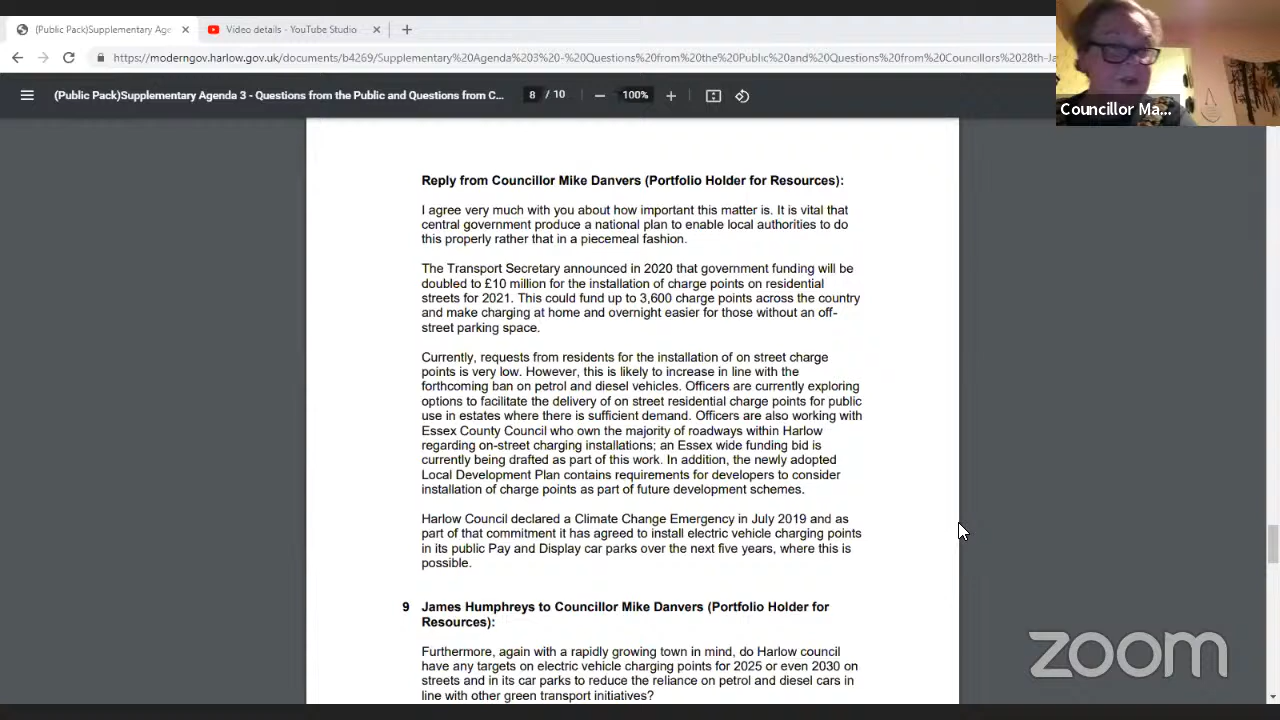 (Public Pack)Supplementary Age
Video details - YouTube Studio
https://moderngov.harlow.gov.uk/documents/b4269/Supplementary%20Agenda%203%20-%20Questions%20from%20the%20Public%20and%20Questions%20from%20Councillors%2028th-Ja
(Public Pack)Supplementary Agenda 3 - Questions from the Public and Questions from C...
8 / 10
100%
Councillor Ma...
Reply from Councillor Mike Danvers (Portfolio Holder for Resources):
I agree very much with you about how important this matter is. It is vital that
central government produce a national plan to enable local authorities to do
this properly rather that in a piecemeal fashion.
The Transport Secretary announced in 2020 that government funding will be
doubled to £10 million for the installation of charge points on residential
streets for 2021. This could fund up to 3,600 charge points across the country
and make charging at home and overnight easier for those without an off-
street parking space.
Currently, requests from residents for the installation of on street charge
points is very low. However, this is likely to increase in line with the
forthcoming ban on petrol and diesel vehicles. Officers are currently exploring
options to facilitate the delivery of on street residential charge points for public
use in estates where there is sufficient demand. Officers are also working with
Essex County Council who own the majority of roadways within Harlow
regarding on-street charging installations; an Essex wide funding bid is
currently being drafted as part of this work. In addition, the newly adopted
Local Development Plan contains requirements for developers to consider
installation of charge points as part of future development schemes.
Harlow Council declared a Climate Change Emergency in July 2019 and as
part of that commitment it has agreed to install electric vehicle charging points
in its public Pay and Display car parks over the next five years, where this is
possible.
9 James Humphreys to Councillor Mike Danvers (Portfolio Holder for
Resources):
Furthermore, again with a rapidly growing town in mind, do Harlow council
have any targets on electric vehicle charging points for 2025 or even 2030 on
streets and in its car parks to reduce the reliance on petrol and diesel cars in
line with other green transport initiatives?
zoom